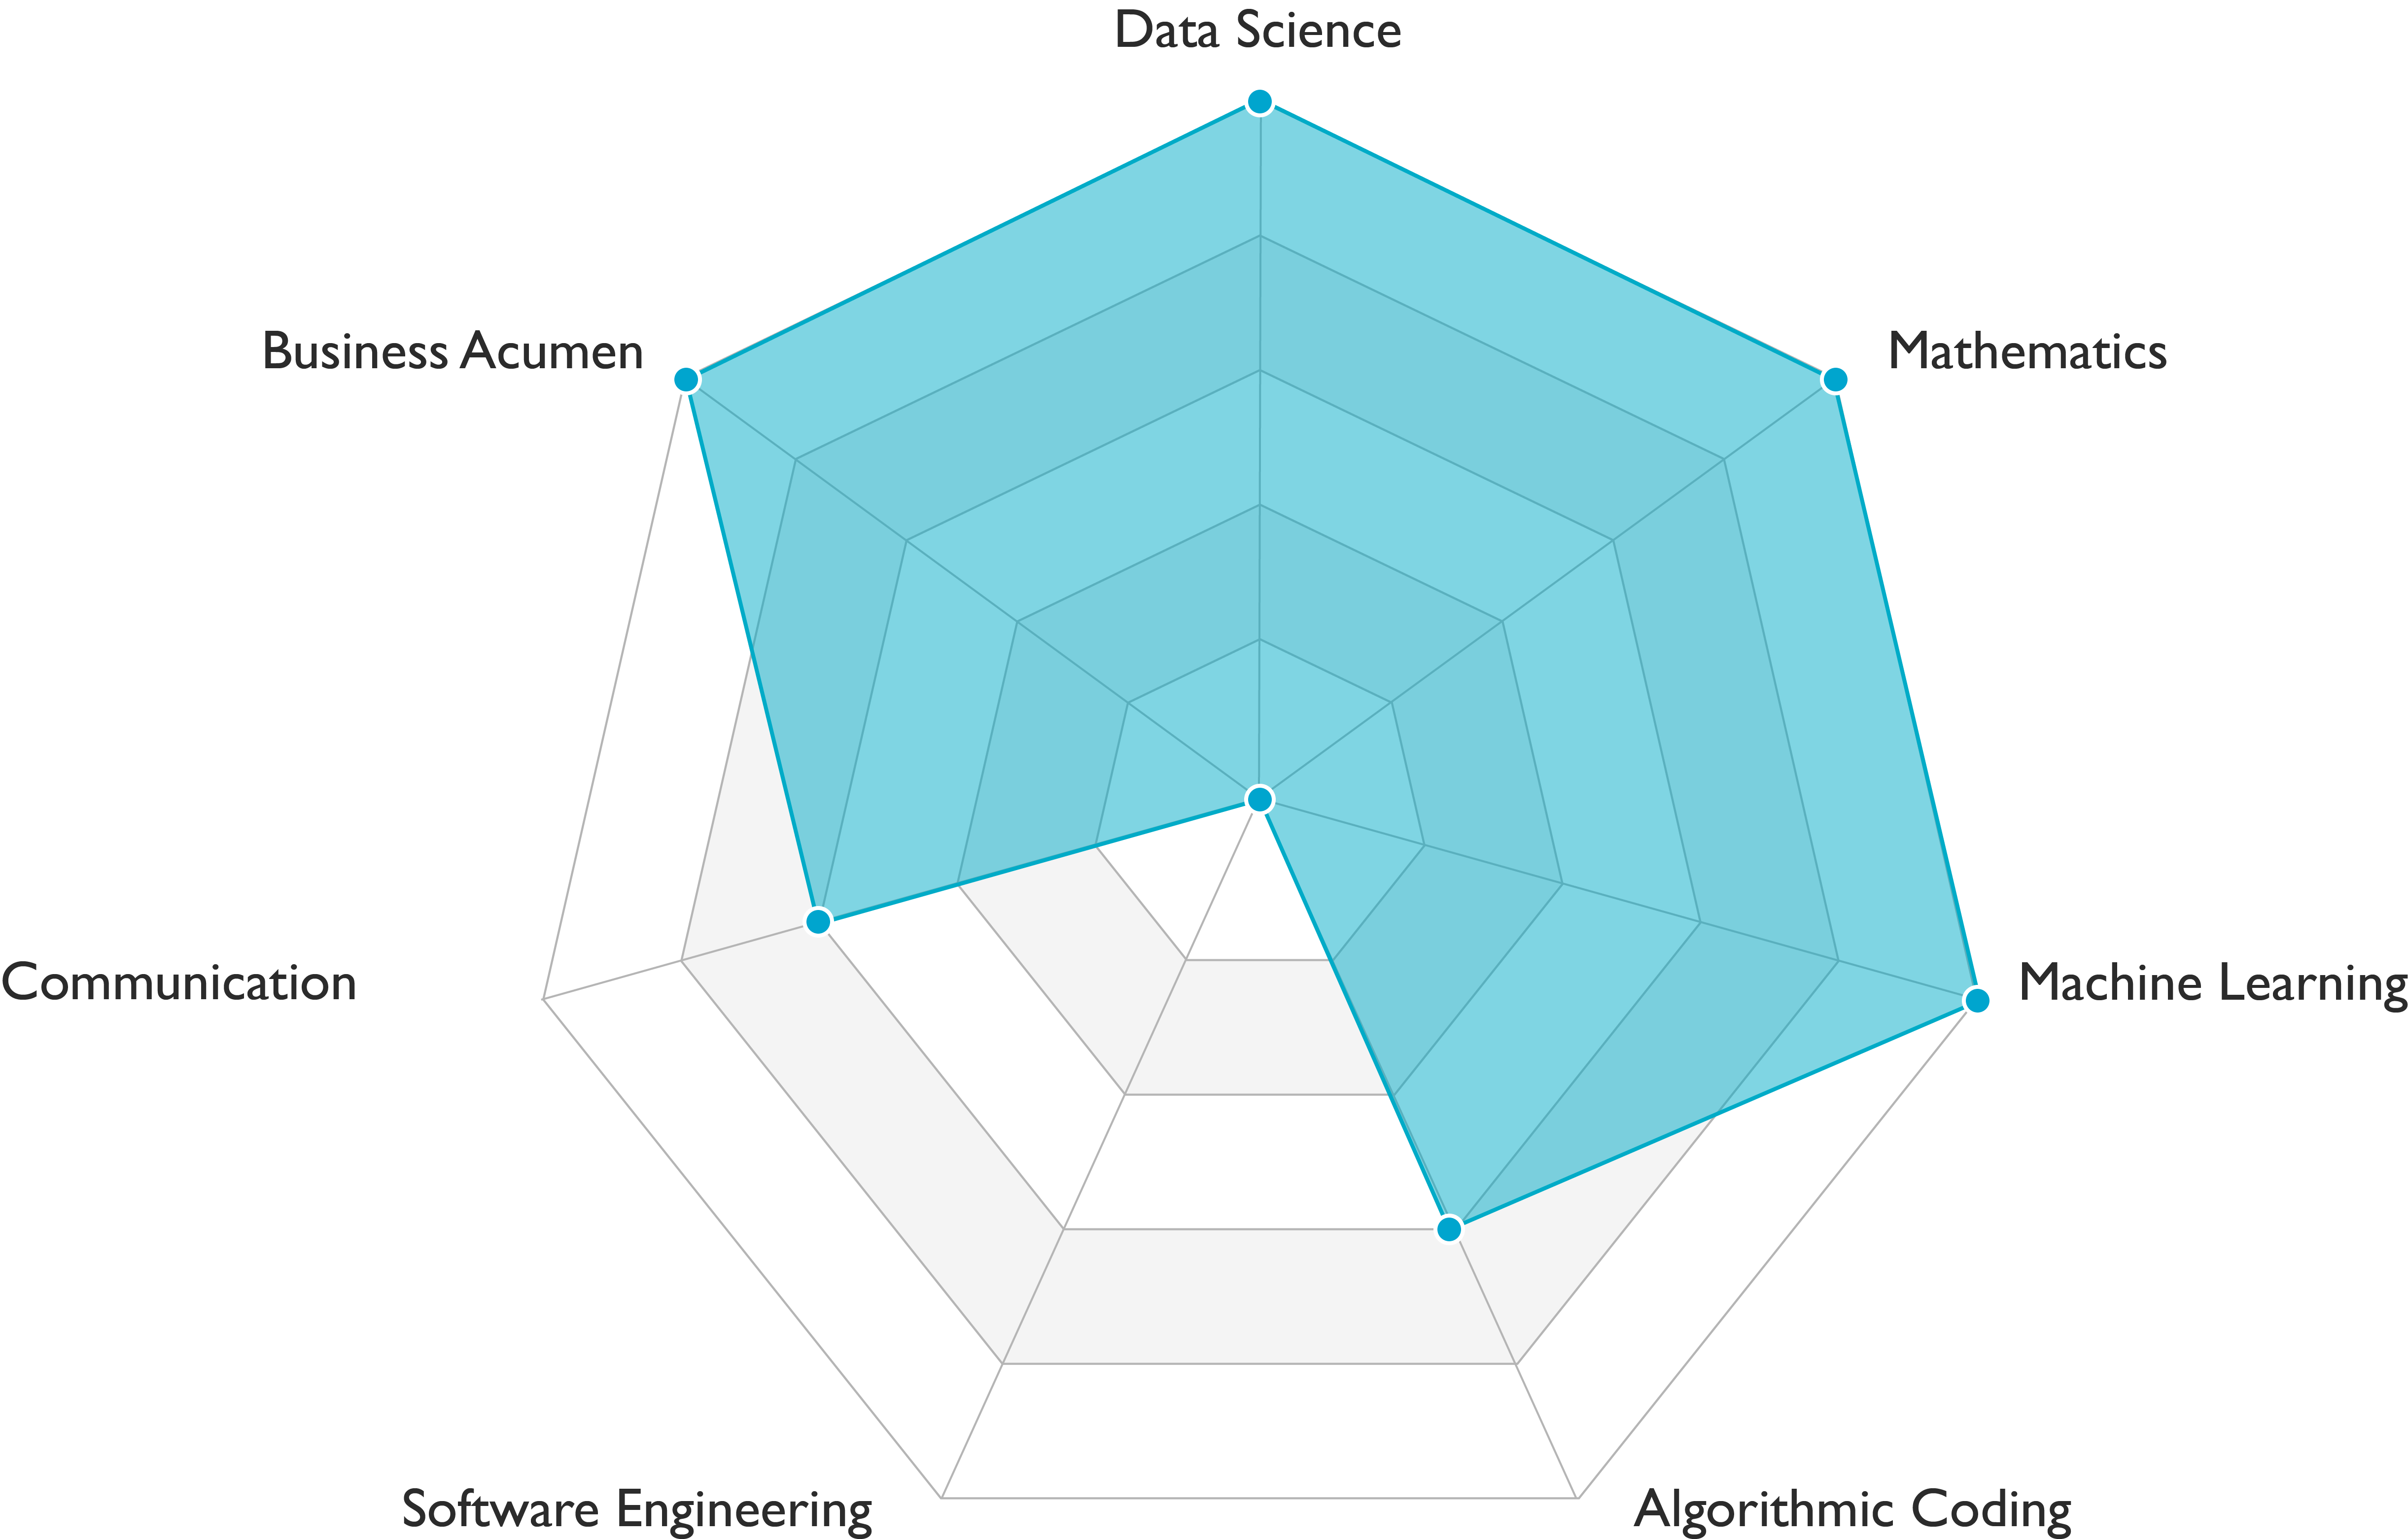 Data Science
Business Acumen
Mathematics
Communication
Machine Learning
Software Engineering
Algorithmic Coding